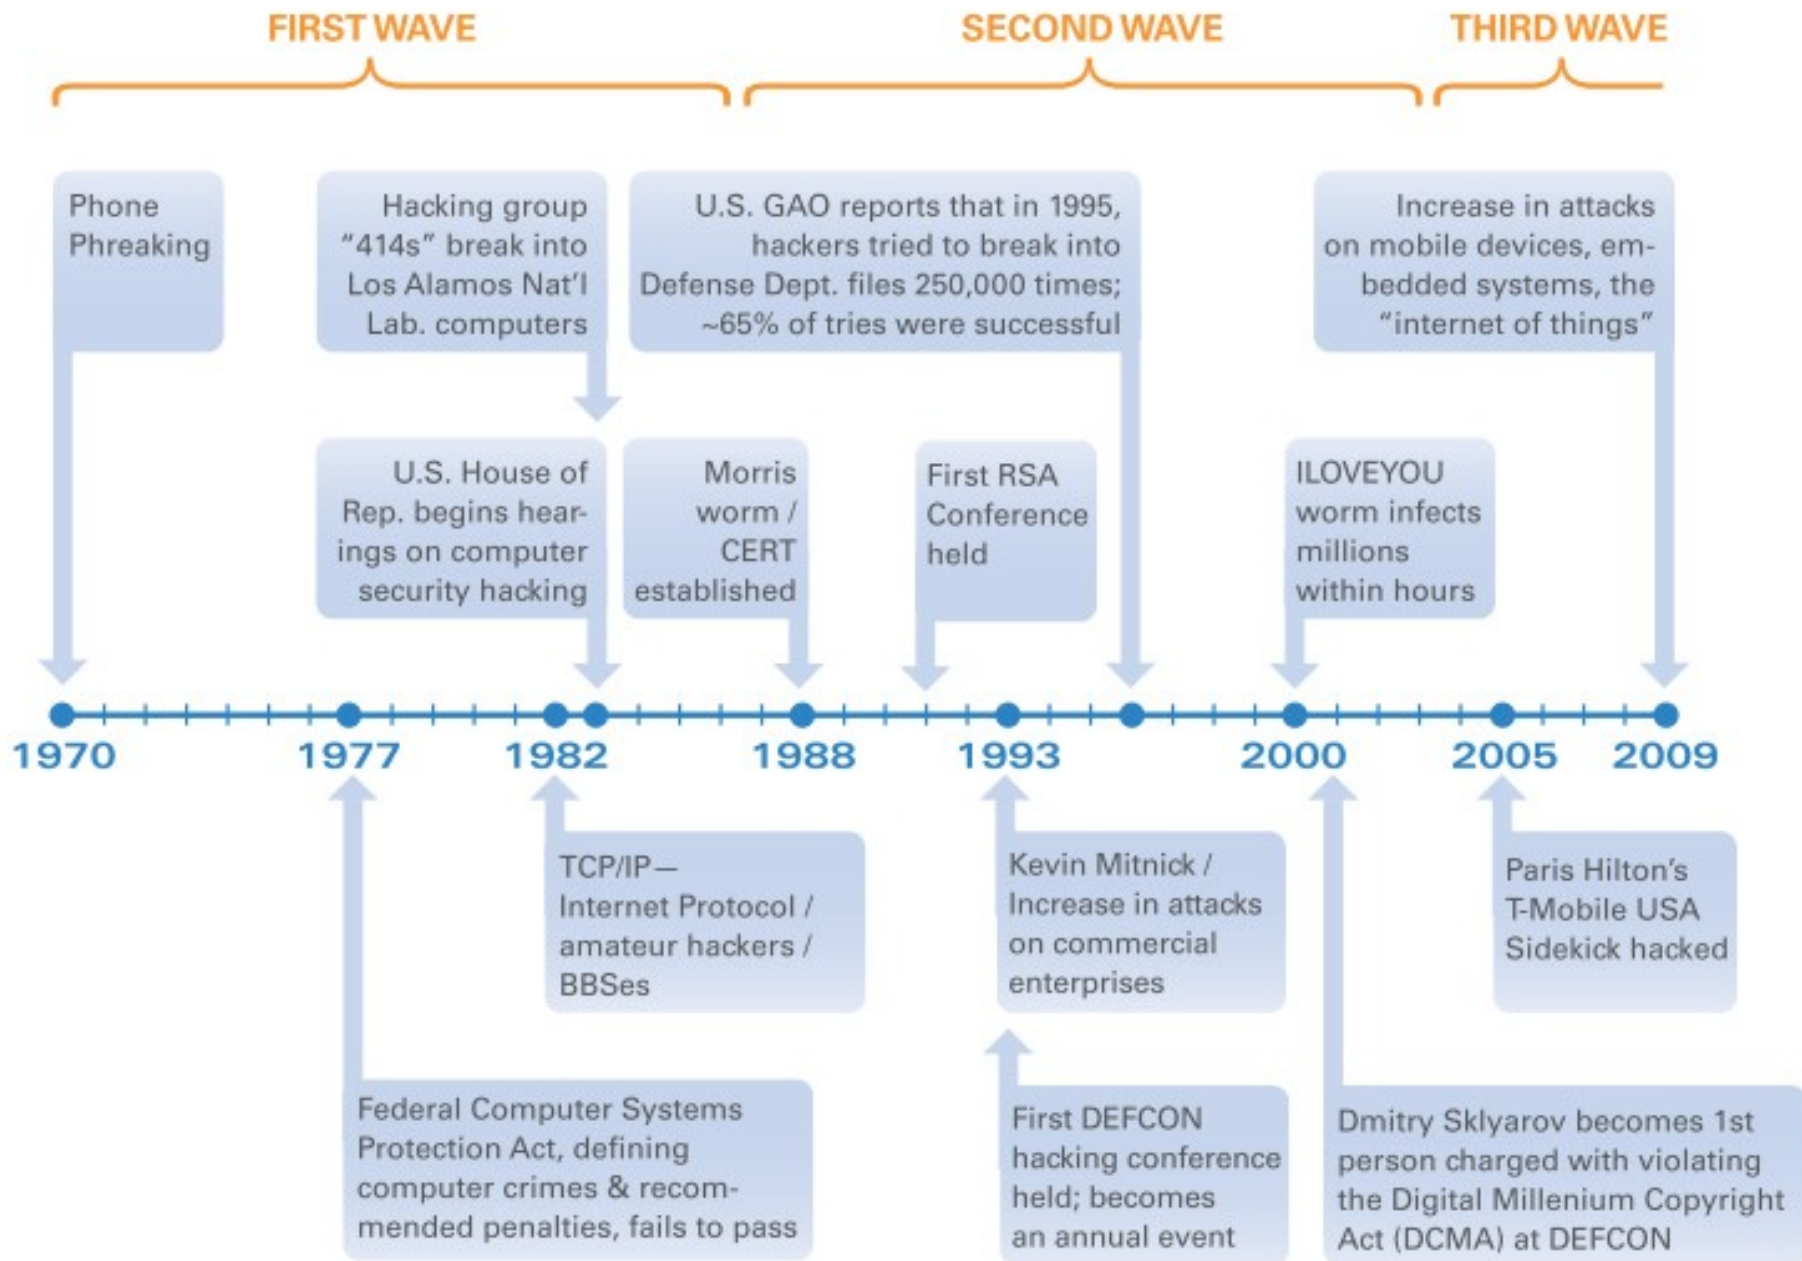 FIRST WAVE
SECOND WAVE
THIRD WAVE
Phone
Phreaking
Hacking group
“414s” break into
Los Alamos Nat’l
Lab. computers
U.S. GAO reports that in 1995,
hackers tried to break into
Defense Dept. files 250,000 times;
~65% of tries were successful
Increase in attacks
on mobile devices, em-
bedded systems, the
“internet of things”
U.S. House of
Rep. begins hear-
ings on computer
security hacking
Morris
worm /
CERT
established
First RSA
Conference
held
ILOVEYOU
worm infects
millions
within hours
1970
1977
1982
1988
1993
2000
2005
2009
TCP/IP—
Internet Protocol /
amateur hackers /
BBSes
Kevin Mitnick /
Increase in attacks
on commercial
enterprises
Paris Hilton’s
T-Mobile USA
Sidekick hacked
Federal Computer Systems
Protection Act, defining
computer crimes & recom-
mended penalties, fails to pass
First DEFCON
hacking conference
held; becomes
an annual event
Dmitry Sklyarov becomes 1st
person charged with violating
the Digital Millenium Copyright
Act (DCMA) at DEFCON